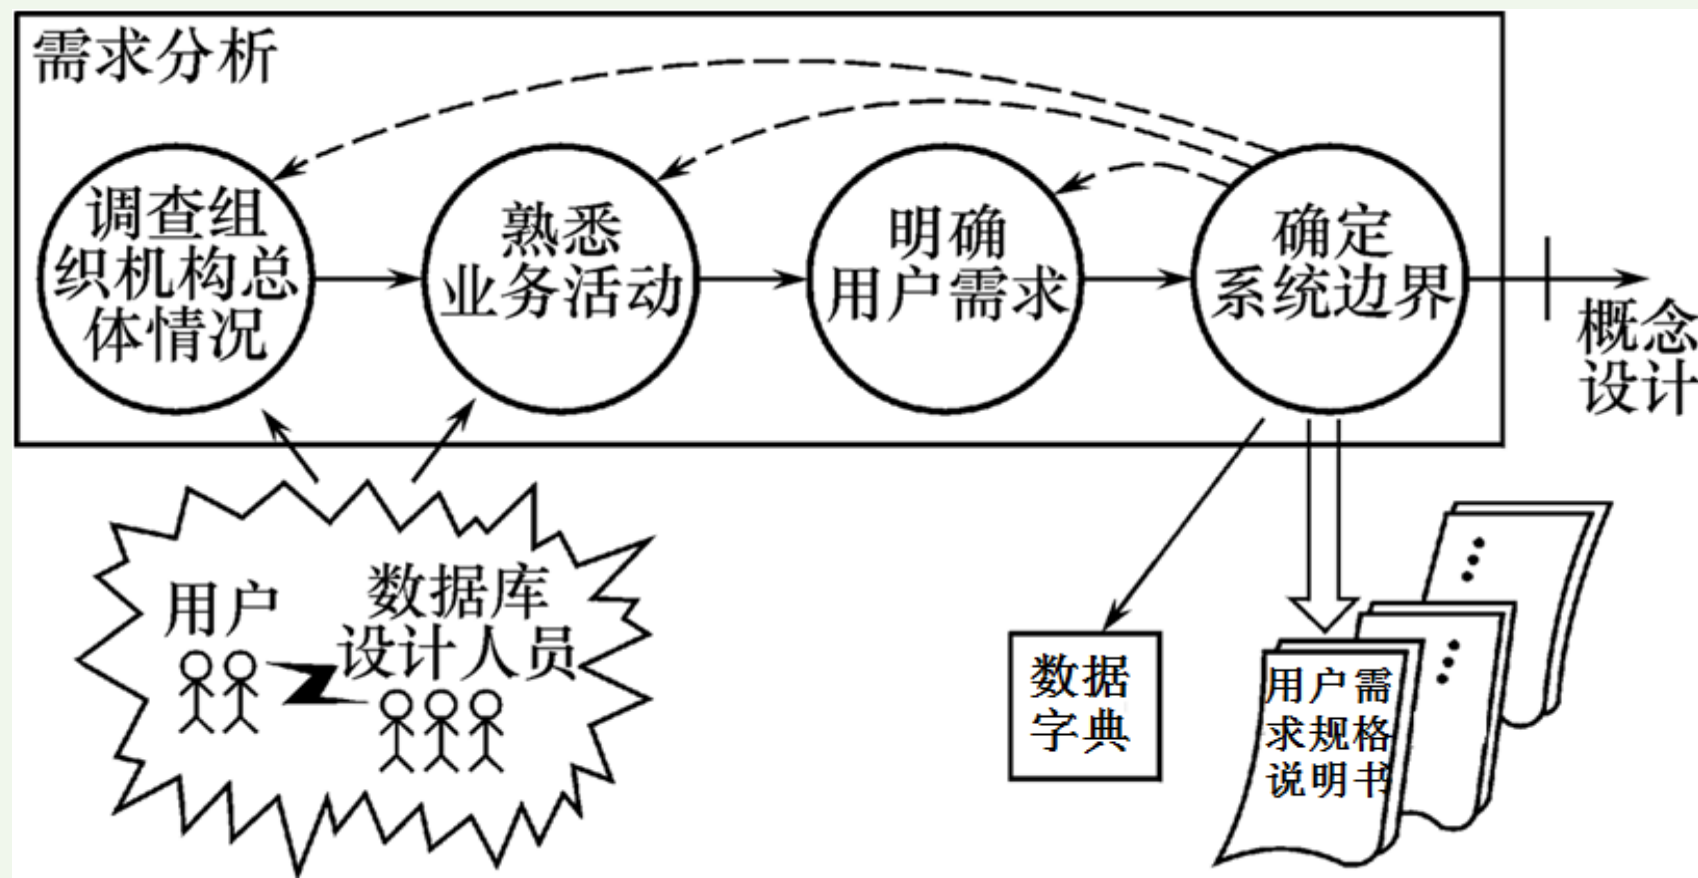 需求分析
调查组
织机构总
体情况
熟悉
业务活动
明确
用户需求
确定
系统边界
概念
设计
用户
数据库
设计人员
数据
字典
用户需
求规格
说明书